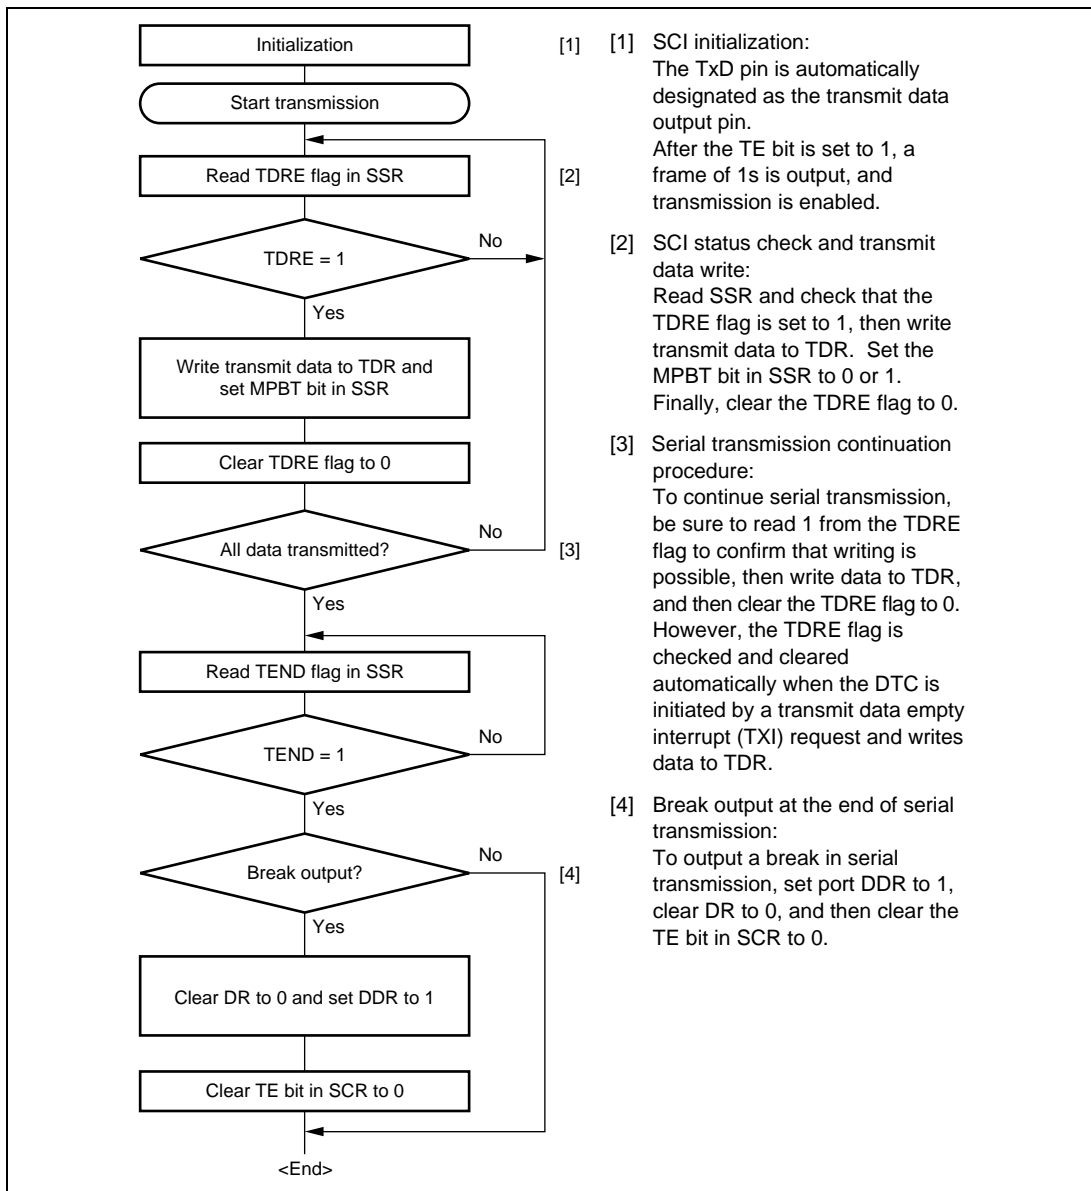 Initialization
[1]
Start transmission
Read TDRE flag in SSR
[2]
TDRE = 1
No
Yes
Write transmit data to TDR and
set MPBT bit in SSR
Clear TDRE flag to 0
All data transmitted?
No
[3]
Yes
Read TEND flag in SSR
TEND = 1
No
Yes
Break output?
No
[4]
Yes
Clear DR to 0 and set DDR to 1
Clear TE bit in SCR to 0
<End>
[1] SCI initialization:
The TxD pin is automatically
designated as the transmit data
output pin.
After the TE bit is set to 1, a
frame of 1s is output, and
transmission is enabled.
[2] SCI status check and transmit
data write:
Read SSR and check that the
TDRE flag is set to 1, then write
transmit data to TDR. Set the
MPBT bit in SSR to 0 or 1.
Finally, clear the TDRE flag to 0.
[3] Serial transmission continuation
procedure:
To continue serial transmission,
be sure to read 1 from the TDRE
flag to confirm that writing is
possible, then write data to TDR,
and then clear the TDRE flag to 0.
However, the TDRE flag is
checked and cleared
automatically when the DTC is
initiated by a transmit data empty
interrupt (TXI) request and writes
data to TDR.
[4] Break output at the end of serial
transmission:
To output a break in serial
transmission, set port DDR to 1,
clear DR to 0, and then clear the
TE bit in SCR to 0.